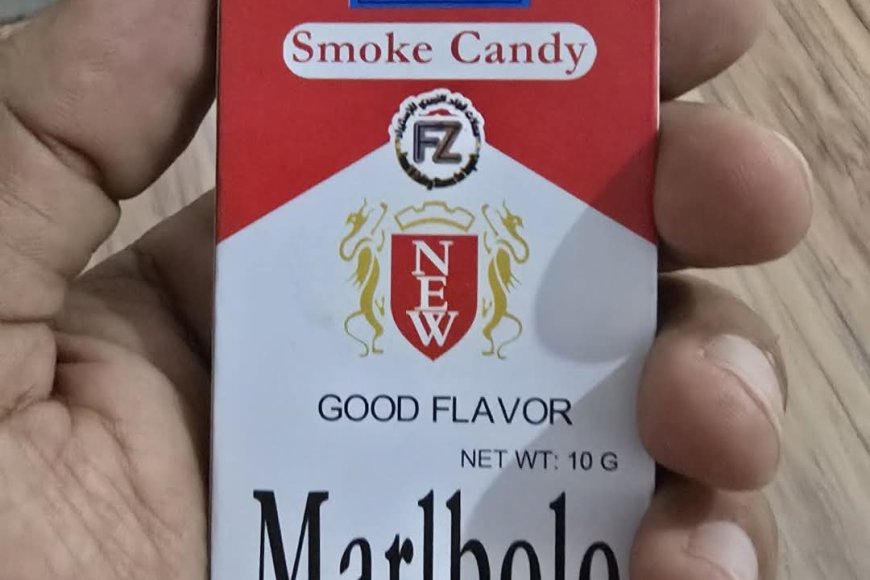 Smoke Candy
FZ
NEW
GOOD FLAVOR
NET WT: 10 G
Marlbolo